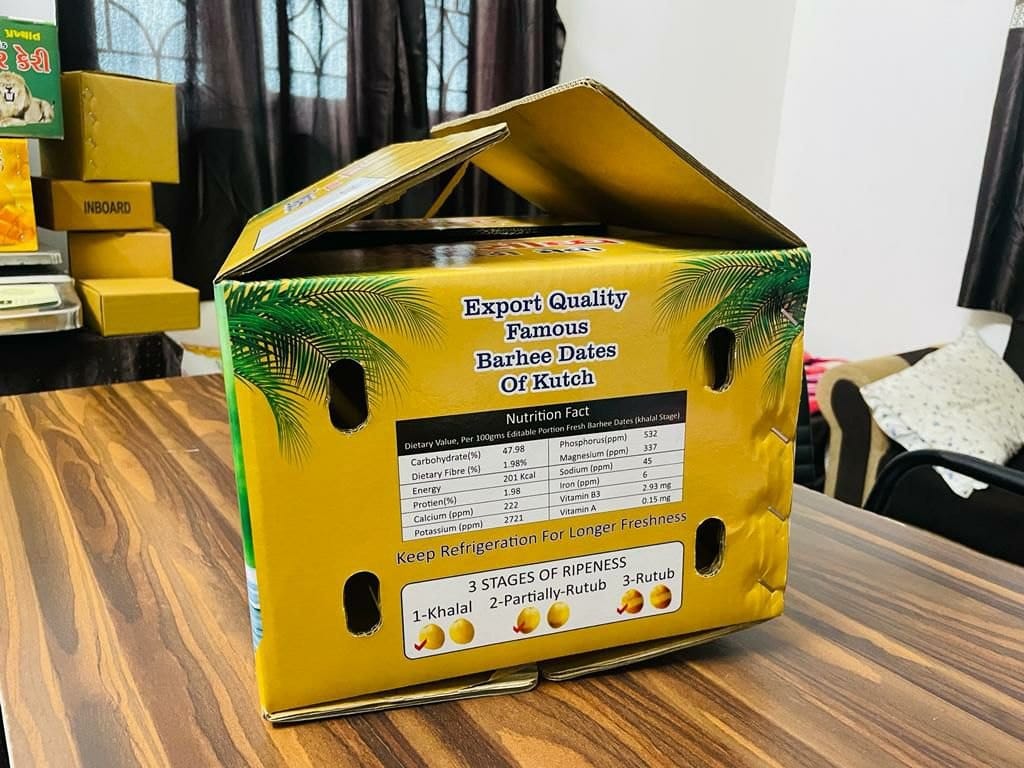 કેરી
INBOARD
Export Quality
Famous
Barhee Dates
Of Kutch
Nutrition Fact
Dietary Value, Per 100gms Editable Portion Fresh Barhee Dates (khalal Stage)
Carbohydrate(%) 47.98 Phosphorus(ppm) 532
Dietary Fibre (%) 1.98% Magnesium (ppm) 337
Energy 201 Kcal Sodium (ppm) 45
Protien(%) 1.98 Iron (ppm) 6
Calcium (ppm) 222 Vitamin B3 2.93 mg
Potassium (ppm) 2721 Vitamin A 0.15 mg
Keep Refrigeration For Longer Freshness
3 STAGES OF RIPENESS
1-Khalal 2-Partially-Rutub 3-Rutub